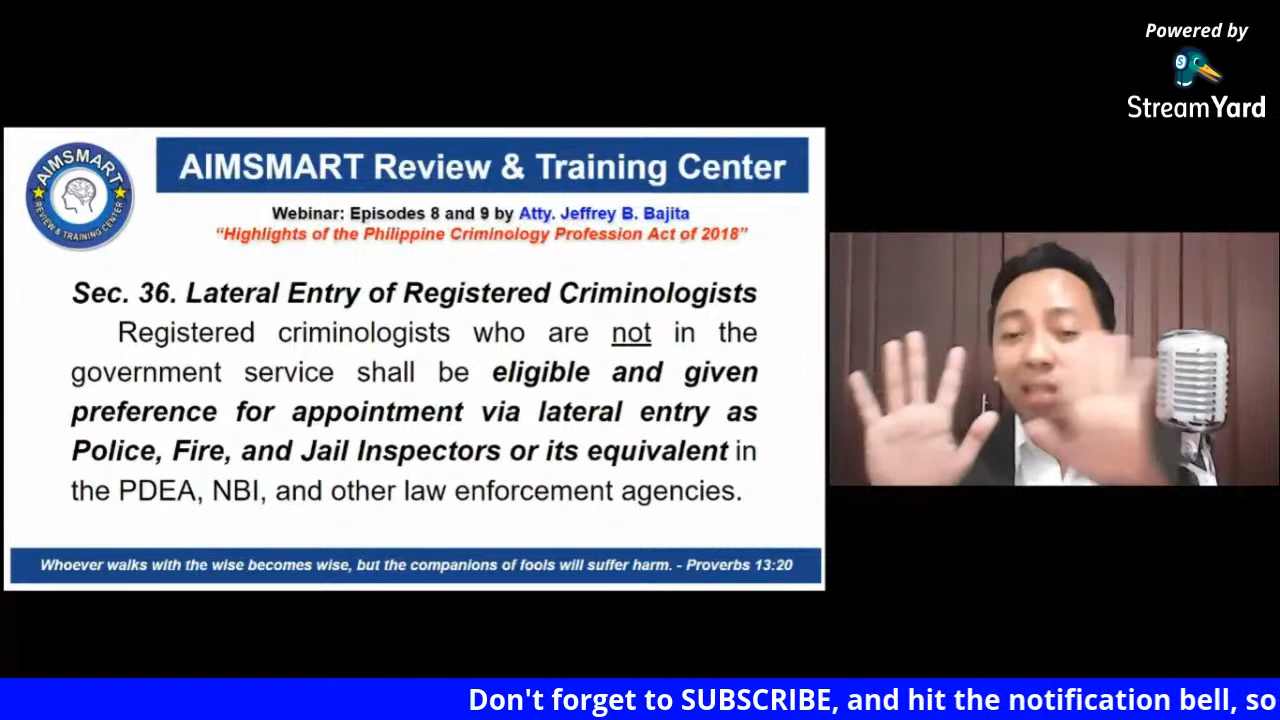 Powered by
S
StreamYard
AIMSMART
REVIEW & TRAINING CENTER
AIMSMART Review & Training Center
Webinar: Episodes 8 and 9 by Atty. Jeffrey B. Bajita
“Highlights of the Philippine Criminology Profession Act of 2018”
Sec. 36. Lateral Entry of Registered Criminologists
Registered criminologists who are not in the
government service shall be eligible and given
preference for appointment via lateral entry as
Police, Fire, and Jail Inspectors or its equivalent in
the PDEA, NBI, and other law enforcement agencies.
Whoever walks with the wise becomes wise, but the companions of fools will suffer harm. - Proverbs 13:20
Don't forget to SUBSCRIBE, and hit the notification bell, so